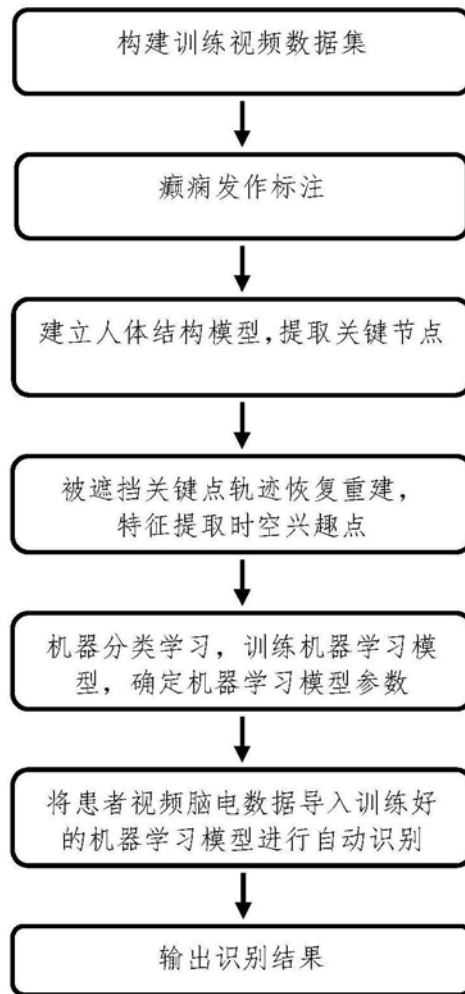 构建训练视频数据集
癫痫发作标注
建立人体结构模型,提取关键节点
被遮挡关键点轨迹恢复重建，
特征提取时空兴趣点
机器分类学习，训练机器学习模
型，确定机器学习模型参数
将患者视频脑电数据导入训练好
的机器学习模型进行自动识别
输出识别结果